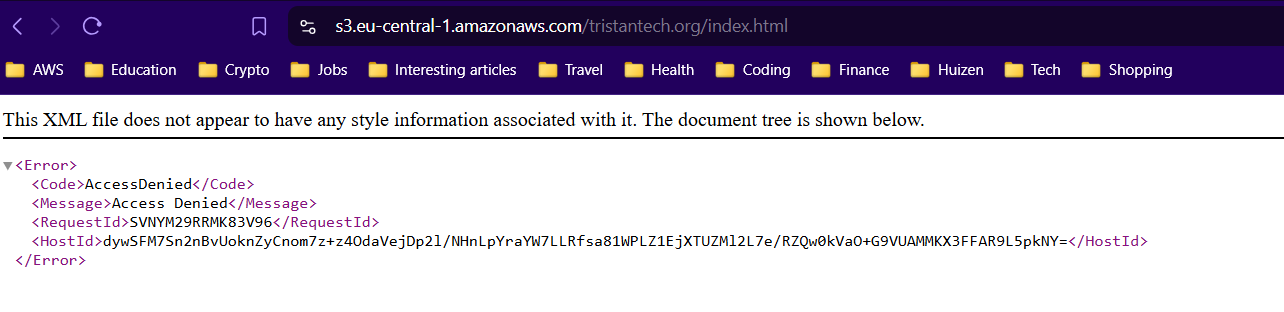 s3.eu-central-1.amazonaws.com/tristantech.org/index.html
AWS Education Crypto Jobs Interesting articles Travel Health Coding Finance Huizen Tech Shopping
This XML file does not appear to have any style information associated with it. The document tree is shown below.
<Error>
<Code>AccessDenied</Code>
<Message>Access Denied</Message>
<RequestId>SVNYM29RRMK83V96</RequestId>
<HostId>dywSFM7Sn2nBvUoknZyCnom7z+z4OdaVejDp2l/NHnLpYraYW7LLRfsa81WPLZ1EjXTUZMl2L7e/RZQw0kVaO+G9VUAMMKX3FFAR9L5pkNY=</HostId>
</Error>